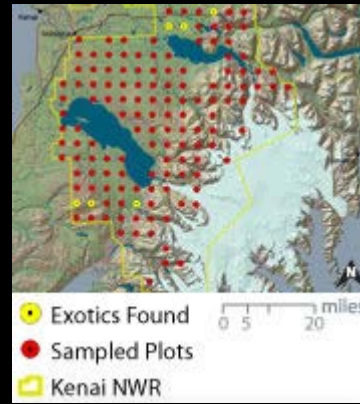 Kenai
N
Exotics Found
miles
0 5 20
Sampled Plots
Kenai NWR